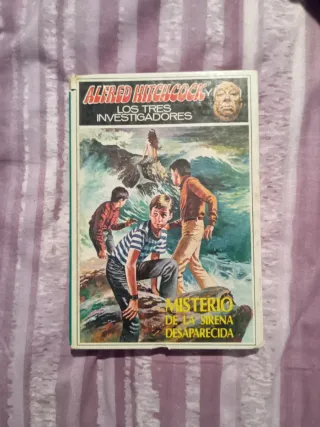 ALFRED HITCHCOCK Y
LOS TRES
INVESTIGADORES
MISTERIO
DE LA SIRENA
DESAPARECIDA